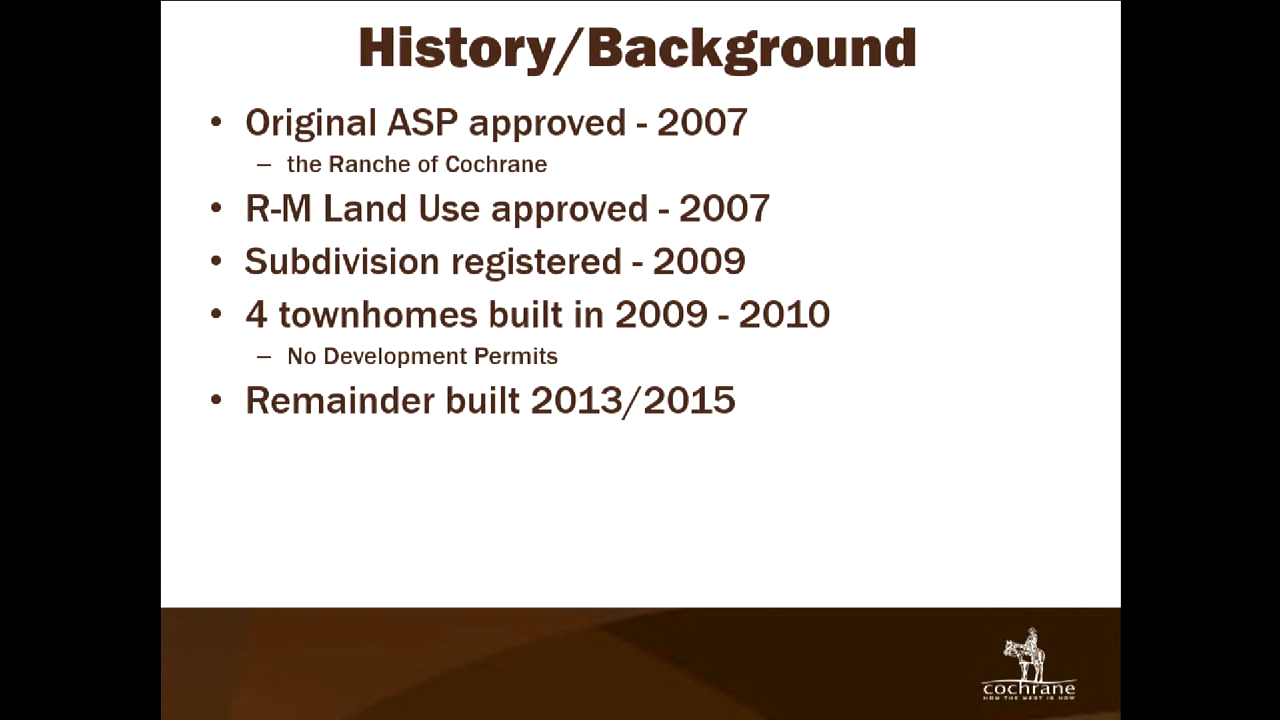 History/Background
• Original ASP approved - 2007
– the Ranche of Cochrane
• R-M Land Use approved - 2007
• Subdivision registered - 2009
• 4 townhomes built in 2009 - 2010
– No Development Permits
• Remainder built 2013/2015
cochrane
HOW THE WEST IS NOW